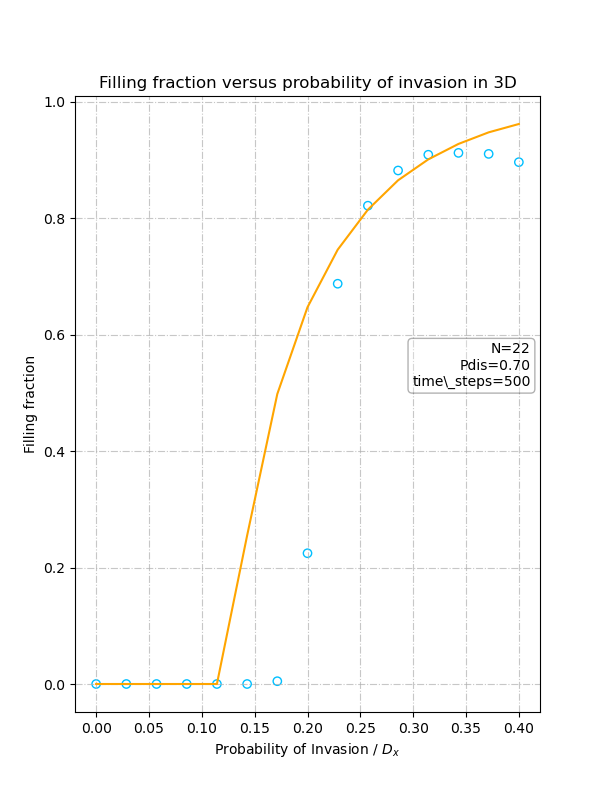 Filling fraction versus probability of invasion in 3D
1.0
0.8
0.6
0.4
0.2
0.0
Filling fraction
N=22
Pdis=0.70
time\_steps=500
0.00 0.05 0.10 0.15 0.20 0.25 0.30 0.35 0.40
Probability of Invasion / Dx